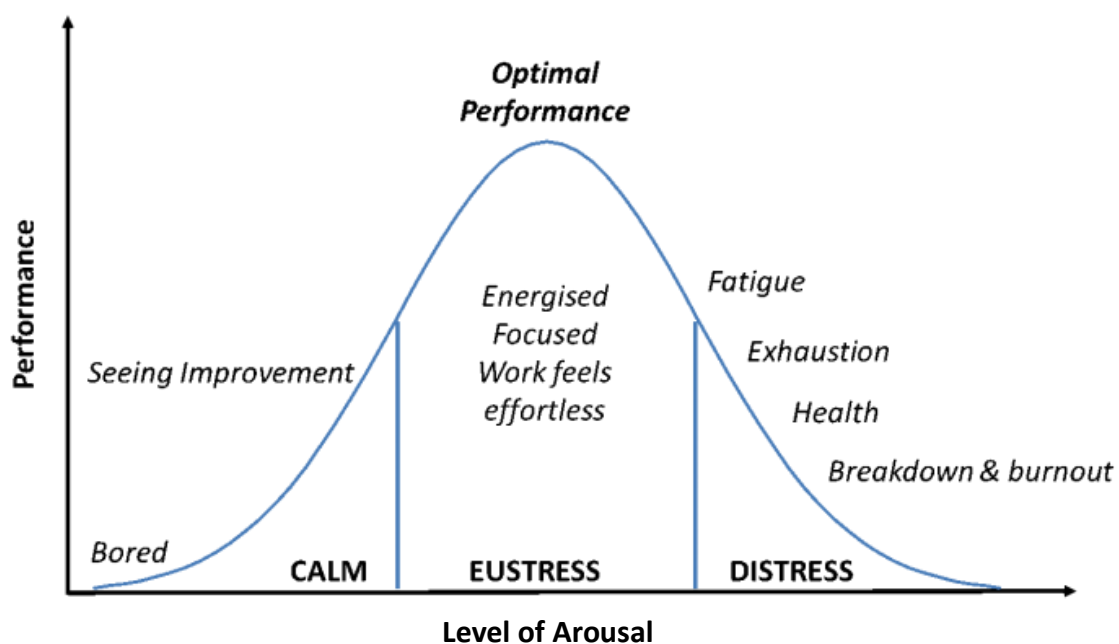 Optimal
Performance
Performance
Energised
Focused
Work feels
effortless
Seeing Improvement
Bored
Fatigue
Exhaustion
Health
Breakdown & burnout
CALM
EUSTRESS
DISTRESS
Level of Arousal